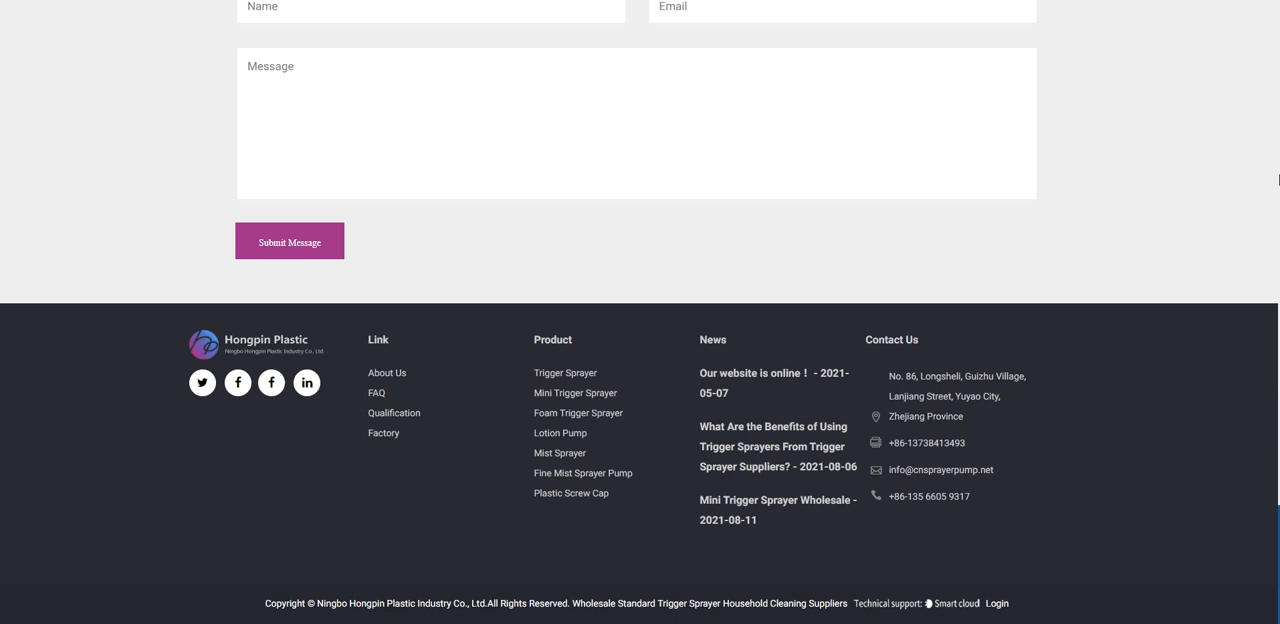 Name
Email
Message
Submit Message
Hongpin Plastic
Ningbo Hongpin Plastic Industry Co., Ltd.
Link
About Us
FAQ
Qualification
Factory
Product
Trigger Sprayer
Mini Trigger Sprayer
Foam Trigger Sprayer
Lotion Pump
Mist Sprayer
Fine Mist Sprayer Pump
Plastic Screw Cap
News
Our website is online！ - 2021-
05-07
What Are the Benefits of Using
Trigger Sprayers From Trigger
Sprayer Suppliers? - 2021-08-06
Mini Trigger Sprayer Wholesale -
2021-08-11
Contact Us
No. 86, Longsheli, Guizhu Village,
Lanjiang Street, Yuyao City,
Zhejiang Province
+86-13738413493
info@cnsprayerpump.net
+86-135 6605 9317
Copyright © Ningbo Hongpin Plastic Industry Co., Ltd.All Rights Reserved. Wholesale Standard Trigger Sprayer Household Cleaning Suppliers Technical support: Smart cloud Login